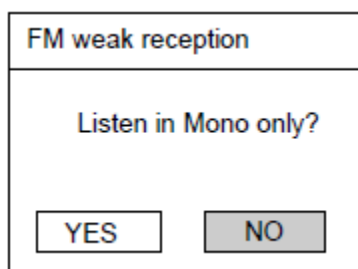 FM weak reception
Listen in Mono only?
YES NO